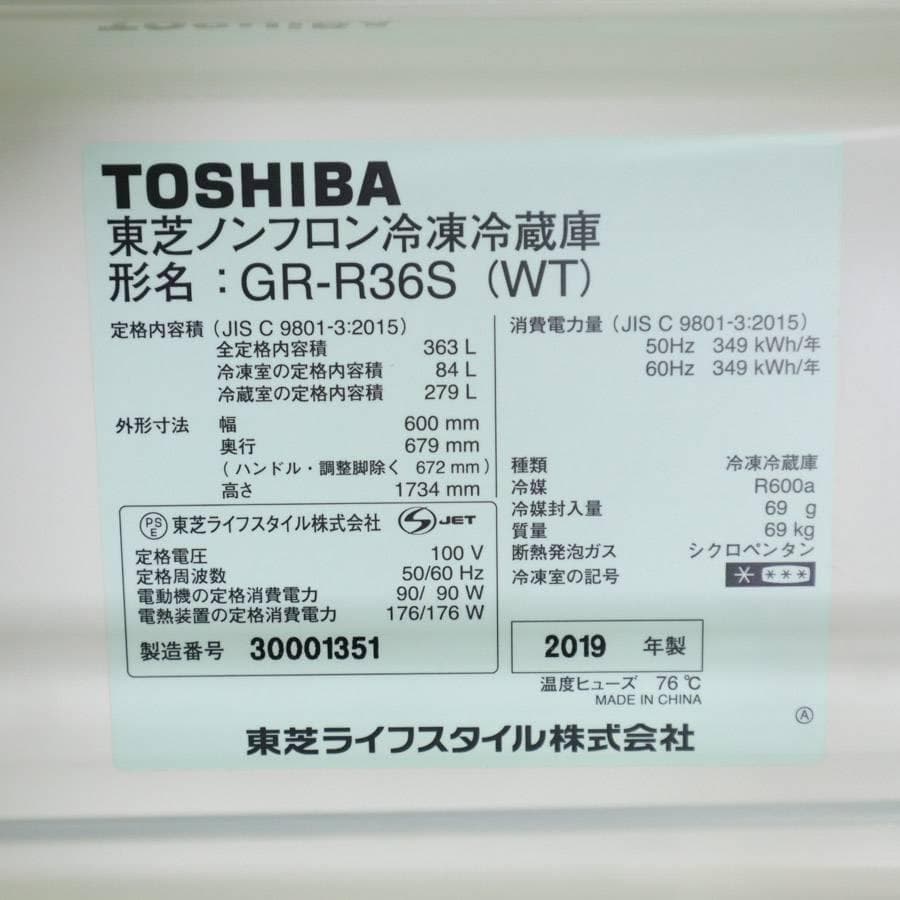 TOSHIBA
東芝ノンフロン冷凍冷蔵庫
形名：GR-R36S（WT）
定格内容積（JIS C 9801-3:2015）
全定格内容積 363 L
冷凍室の定格内容積 84 L
冷蔵室の定格内容積 279 L
外形寸法 幅 600 mm
奥行 679 mm
（ハンドル・調整脚除く 672 mm）
高さ 1734 mm
PSE 東芝ライフスタイル株式会社 S JET
定格電圧 100 V
定格周波数 50/60 Hz
電動機の定格消費電力 90/ 90 W
電熱装置の定格消費電力 176/176 W
製造番号 30001351
消費電力量（JIS C 9801-3:2015）
50Hz 349 kWh/年
60Hz 349 kWh/年
種類 冷凍冷蔵庫
冷媒 R600a
冷媒封入量 69 g
質量 69 kg
断熱発泡ガス シクロペンタン
冷凍室の記号 * ***
2019 年製
温度ヒューズ 76 ℃
MADE IN CHINA
Ⓐ
東芝ライフスタイル株式会社